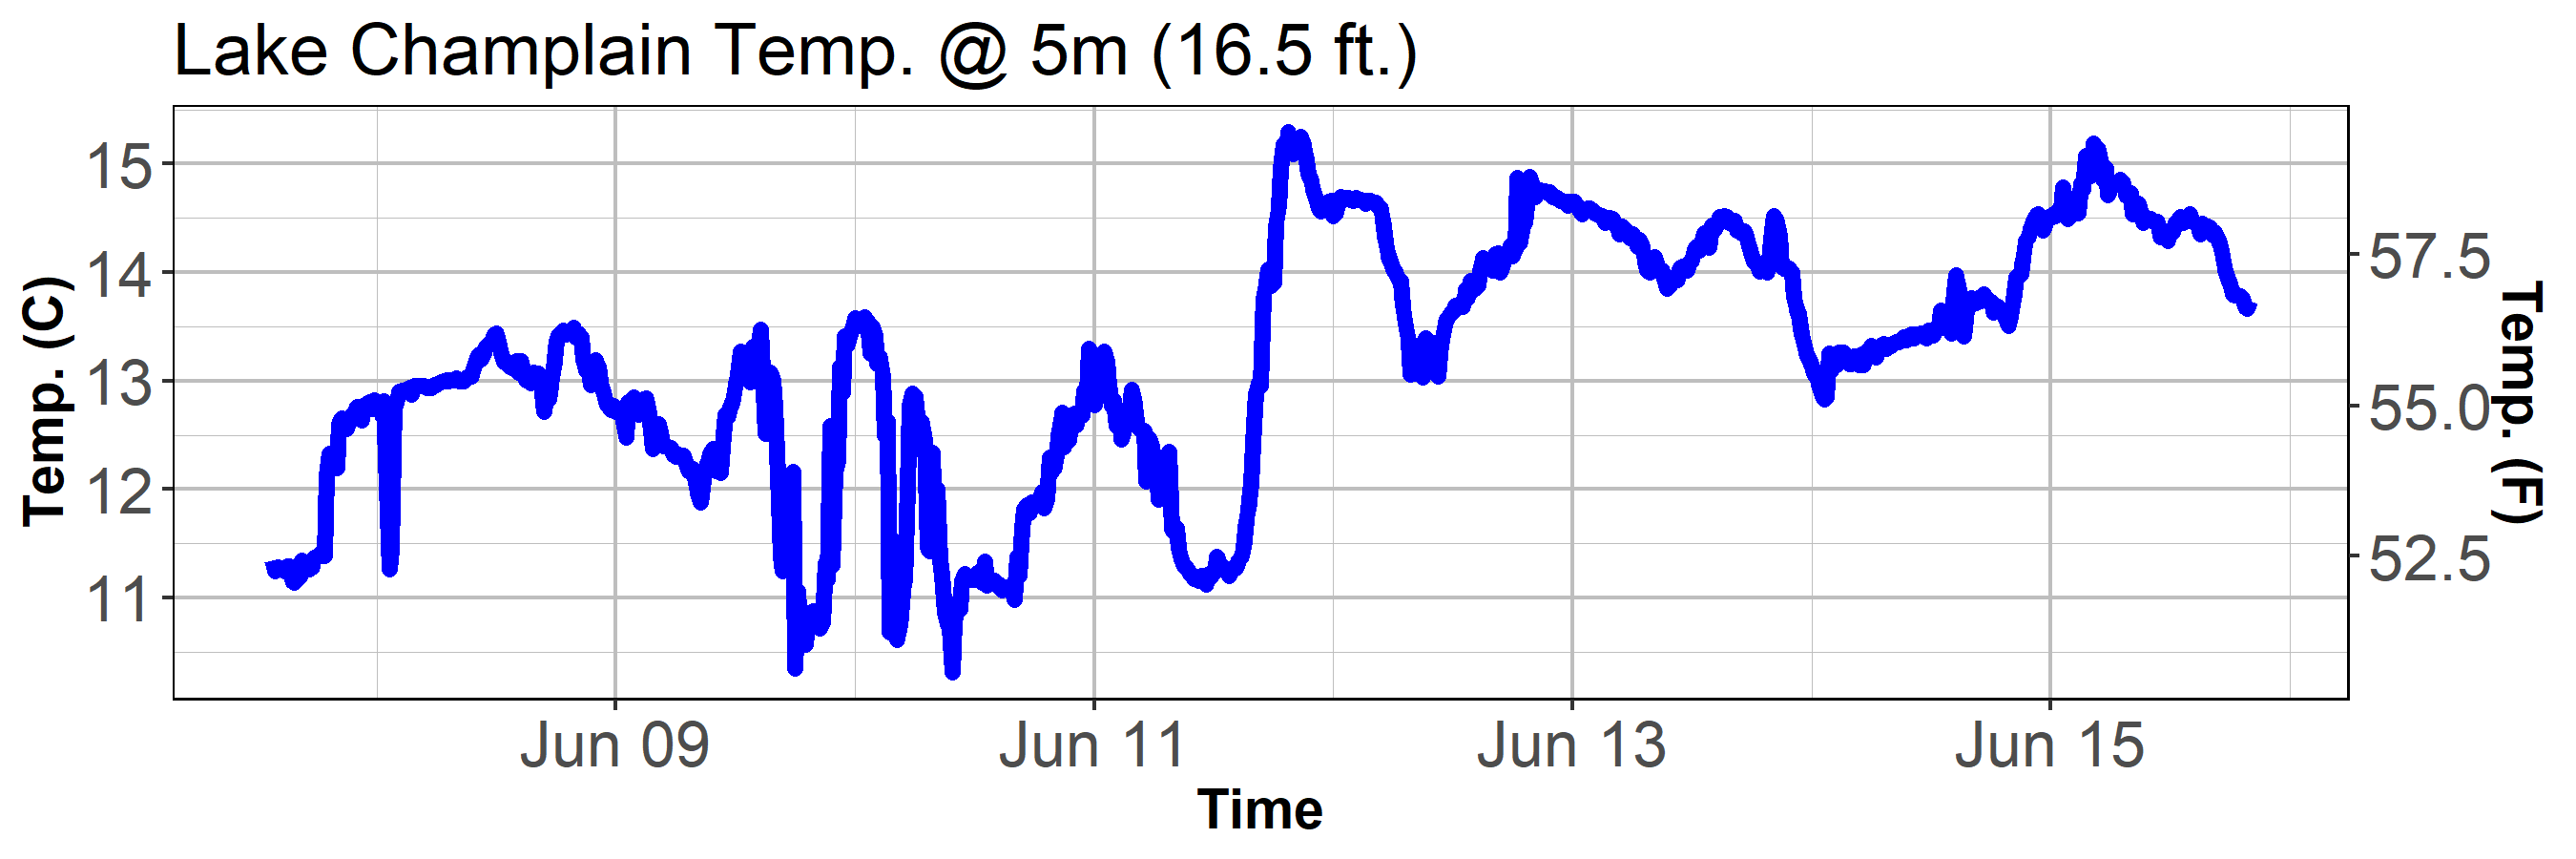 Lake Champlain Temp. @ 5m (16.5 ft.)
Temp. (C)
15
14
13
12
11
57.5
55.0
52.5
Temp. (F)
Jun 09 Jun 11 Jun 13 Jun 15
Time